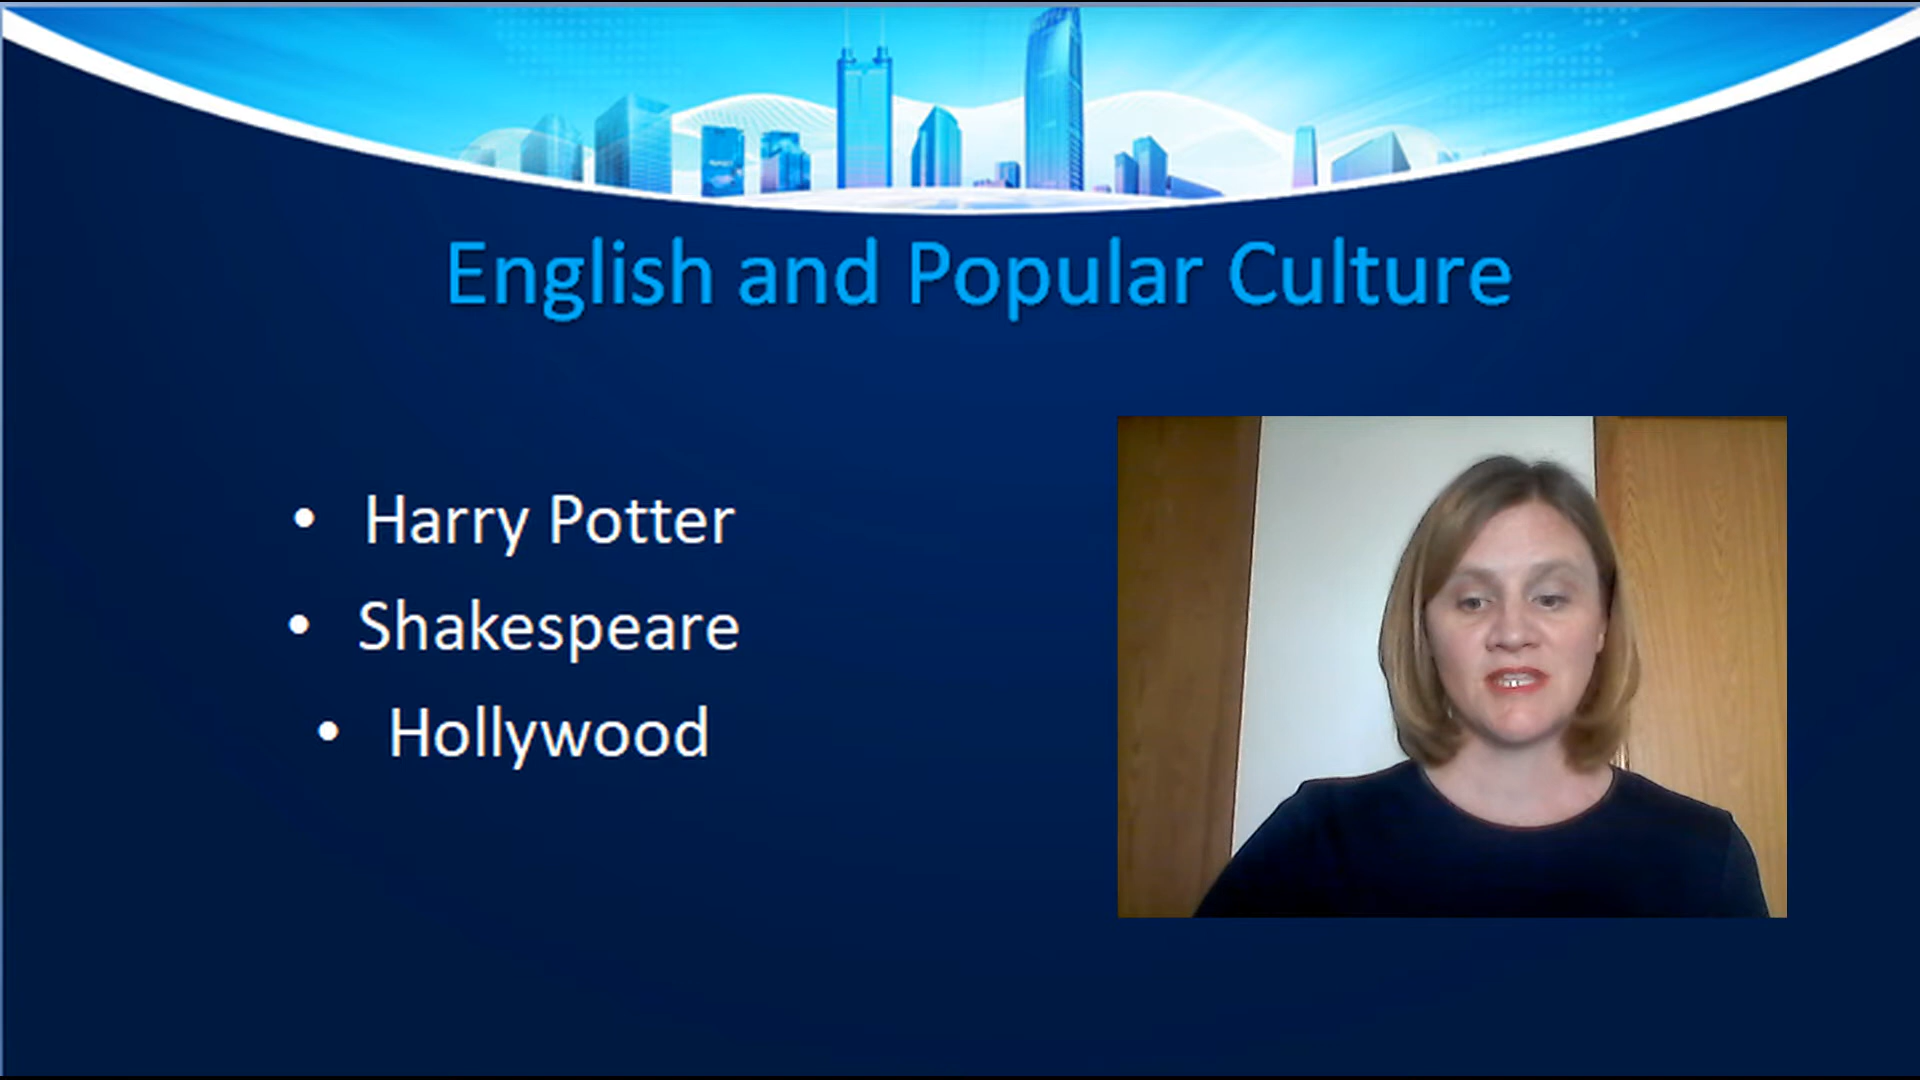 English and Popular Culture
• Harry Potter
• Shakespeare
• Hollywood